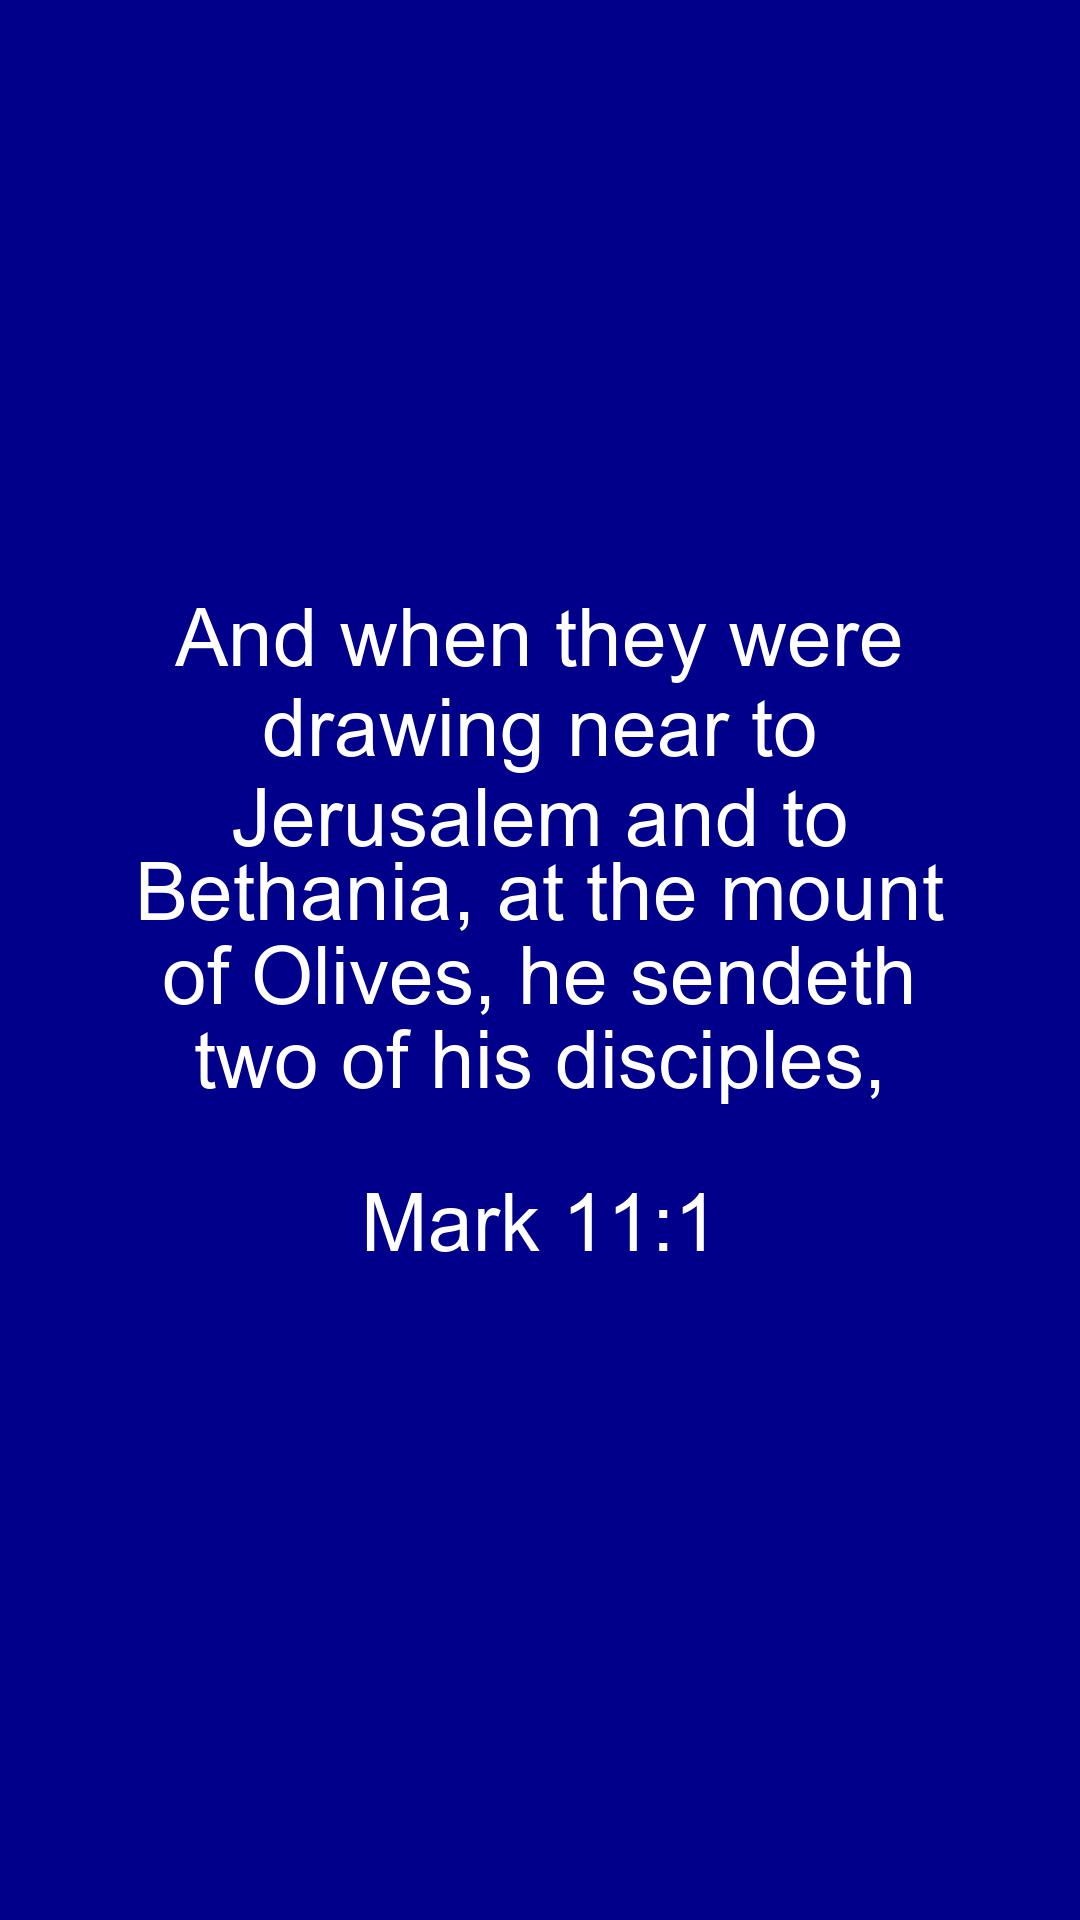 And when they were
drawing near to
Jerusalem and to
Bethania, at the mount
of Olives, he sendeth
two of his disciples,
Mark 11:1